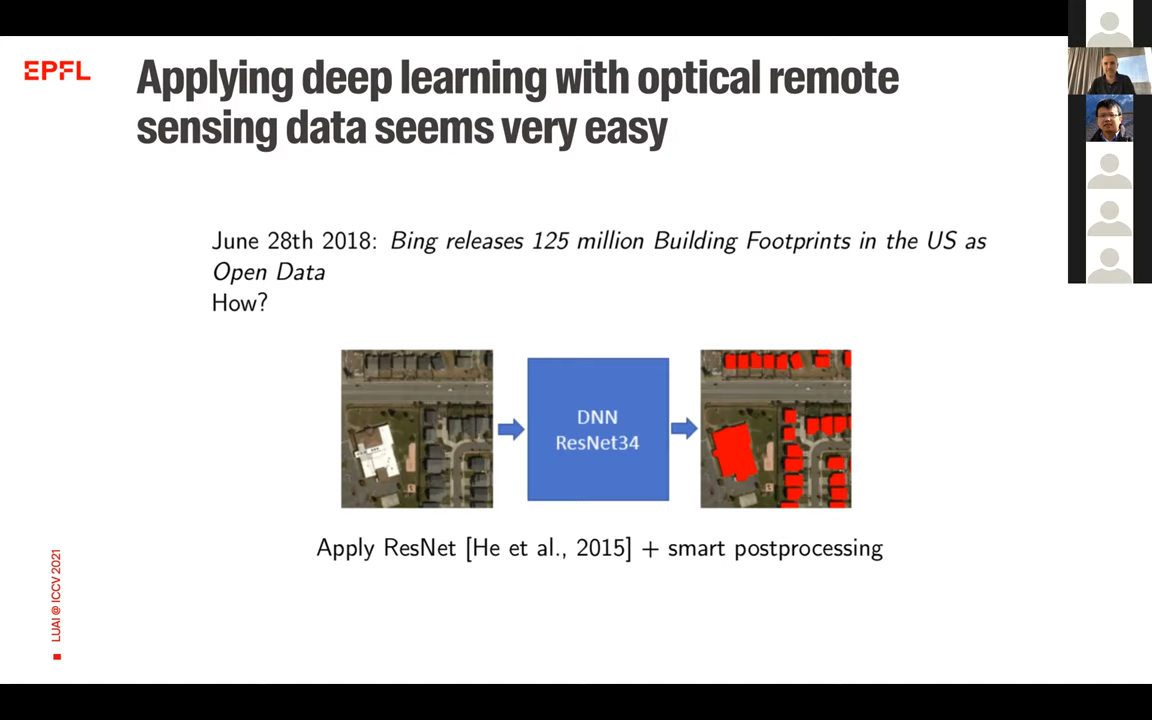 EPFL
Applying deep learning with optical remote
sensing data seems very easy
June 28th 2018: Bing releases 125 million Building Footprints in the US as
Open Data
How?
DNN
ResNet34
Apply ResNet [He et al., 2015] + smart postprocessing
LUAI @ ICCV 2021